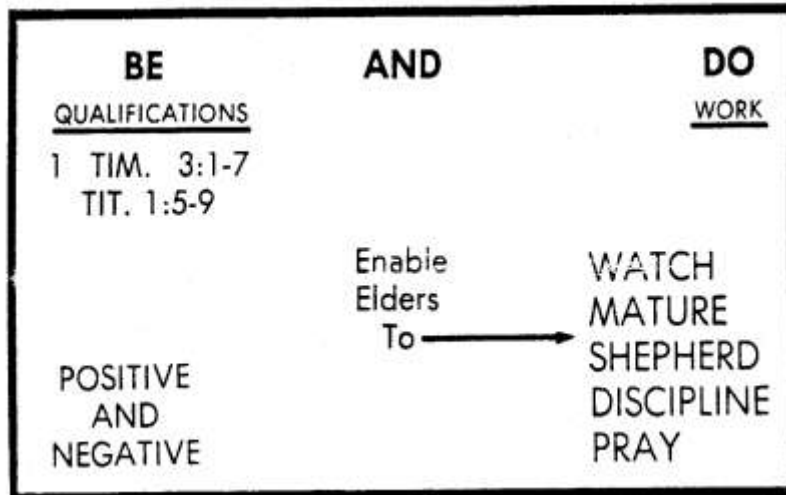 BE AND DO
QUALIFICATIONS WORK
1 TIM. 3:1-7
TIT. 1:5-9
Enable
Elders
To
WATCH
MATURE
SHEPHERD
DISCIPLINE
PRAY
POSITIVE
AND
NEGATIVE